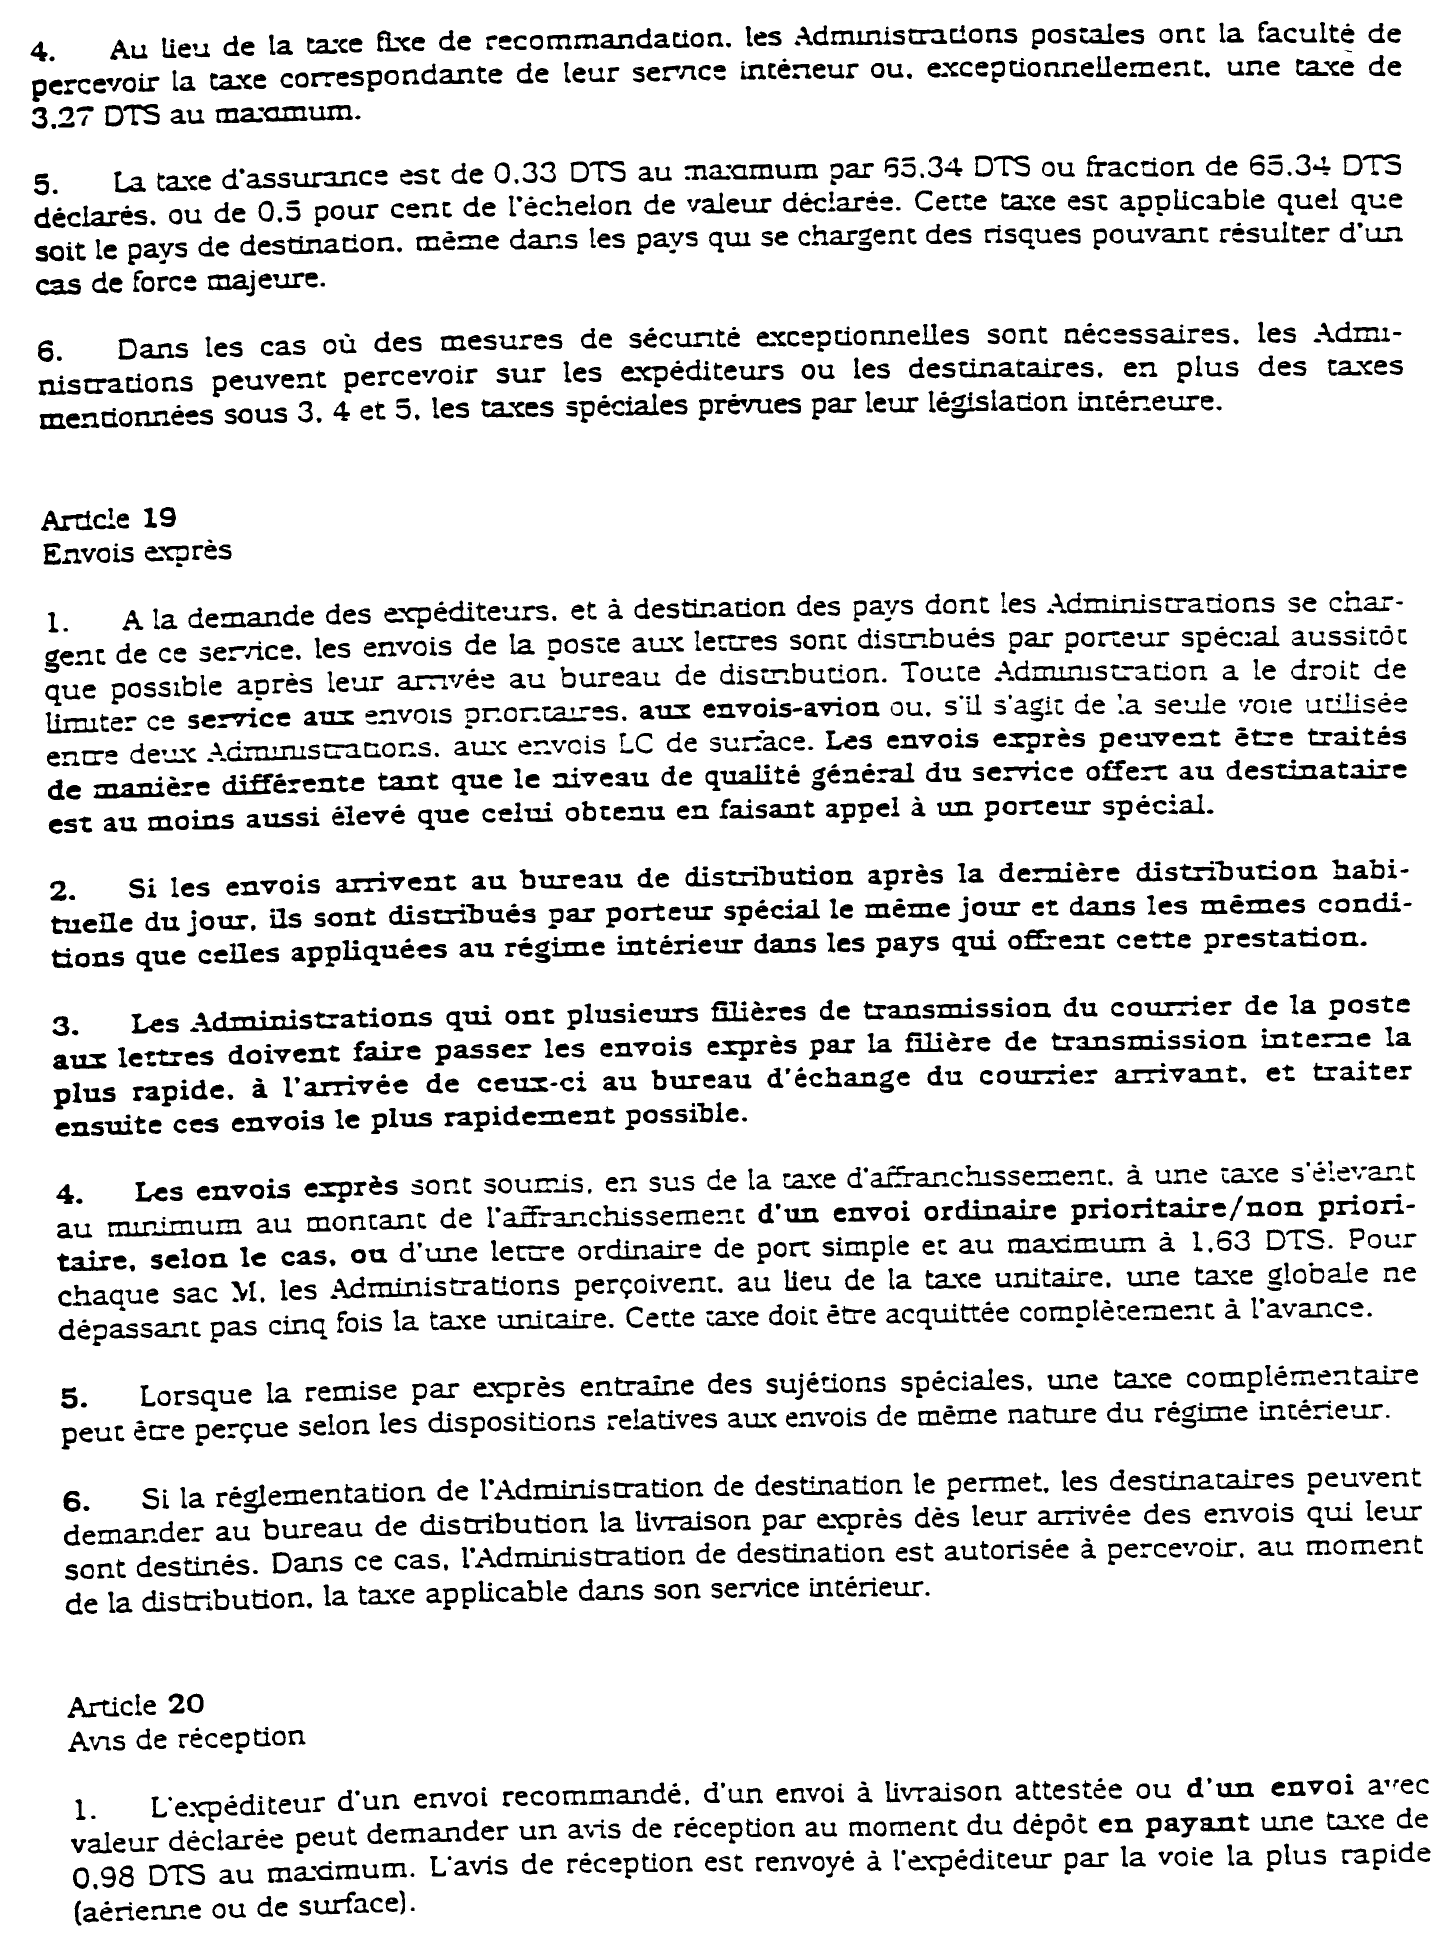 4. Au lieu de la taxe fixe de recommandation, les Administrations postales ont la faculté de
percevoir la taxe correspondante de leur service intérieur ou, exceptionnellement, une taxe de
3,27 DTS au maximum.
5. La taxe d'assurance est de 0,33 DTS au maximum par 65,34 DTS ou fraction de 65,34 DTS
déclarés, ou de 0,5 pour cent de l'échelon de valeur déclarée. Cette taxe est applicable quel que
soit le pays de destination, même dans les pays qui se chargent des risques pouvant résulter d'un
cas de force majeure.
6. Dans les cas où des mesures de sécurité exceptionnelles sont nécessaires, les Admi-
nistrations peuvent percevoir sur les expéditeurs ou les destinataires, en plus des taxes
mentionnées sous 3, 4 et 5, les taxes spéciales prévues par leur législation intérieure.
Article 19
Envois exprès
1. A la demande des expéditeurs, et à destination des pays dont les Administrations se char-
gent de ce service, les envois de la poste aux lettres sont distribués par porteur spécial aussitôt
que possible après leur arrivée au bureau de distribution. Toute Administration a le droit de
limiter ce service aux envois prioritaires, aux envois-avion ou, s'il s'agit de la seule voie utilisée
entre deux Administrations, aux envois LC de surface. Les envois exprès peuvent être traités
de manière différente tant que le niveau de qualité général du service offert au destinataire
est au moins aussi élevé que celui obtenu en faisant appel à un porteur spécial.
2. Si les envois arrivent au bureau de distribution après la dernière distribution habi-
tuelle du jour, ils sont distribués par porteur spécial le même jour et dans les mêmes condi-
tions que celles appliquées au régime intérieur dans les pays qui offrent cette prestation.
3. Les Administrations qui ont plusieurs filières de transmission du courrier de la poste
aux lettres doivent faire passer les envois exprès par la filière de transmission interne la
plus rapide, à l'arrivée de ceux-ci au bureau d'échange du courrier arrivant, et traiter
ensuite ces envois le plus rapidement possible.
4. Les envois exprès sont soumis, en sus de la taxe d'affranchissement, à une taxe s'élevant
au minimum au montant de l'affranchissement d'un envoi ordinaire prioritaire/non priori-
taire, selon le cas, ou d'une lettre ordinaire de port simple et au maximum à 1,63 DTS. Pour
chaque sac M, les Administrations perçoivent, au lieu de la taxe unitaire, une taxe globale ne
dépassant pas cinq fois la taxe unitaire. Cette taxe doit être acquittée complètement à l'avance.
5. Lorsque la remise par exprès entraîne des sujétions spéciales, une taxe complémentaire
peut être perçue selon les dispositions relatives aux envois de même nature du régime intérieur.
6. Si la réglementation de l'Administration de destination le permet, les destinataires peuvent
demander au bureau de distribution la livraison par exprès dès leur arrivée des envois qui leur
sont destinés. Dans ce cas, l'Administration de destination est autorisée à percevoir, au moment
de la distribution, la taxe applicable dans son service intérieur.
Article 20
Avis de réception
1. L'expéditeur d'un envoi recommandé, d'un envoi à livraison attestée ou d'un envoi avec
valeur déclarée peut demander un avis de réception au moment du dépôt en payant une taxe de
0,98 DTS au maximum. L'avis de réception est renvoyé à l'expéditeur par la voie la plus rapide
(aérienne ou de surface).